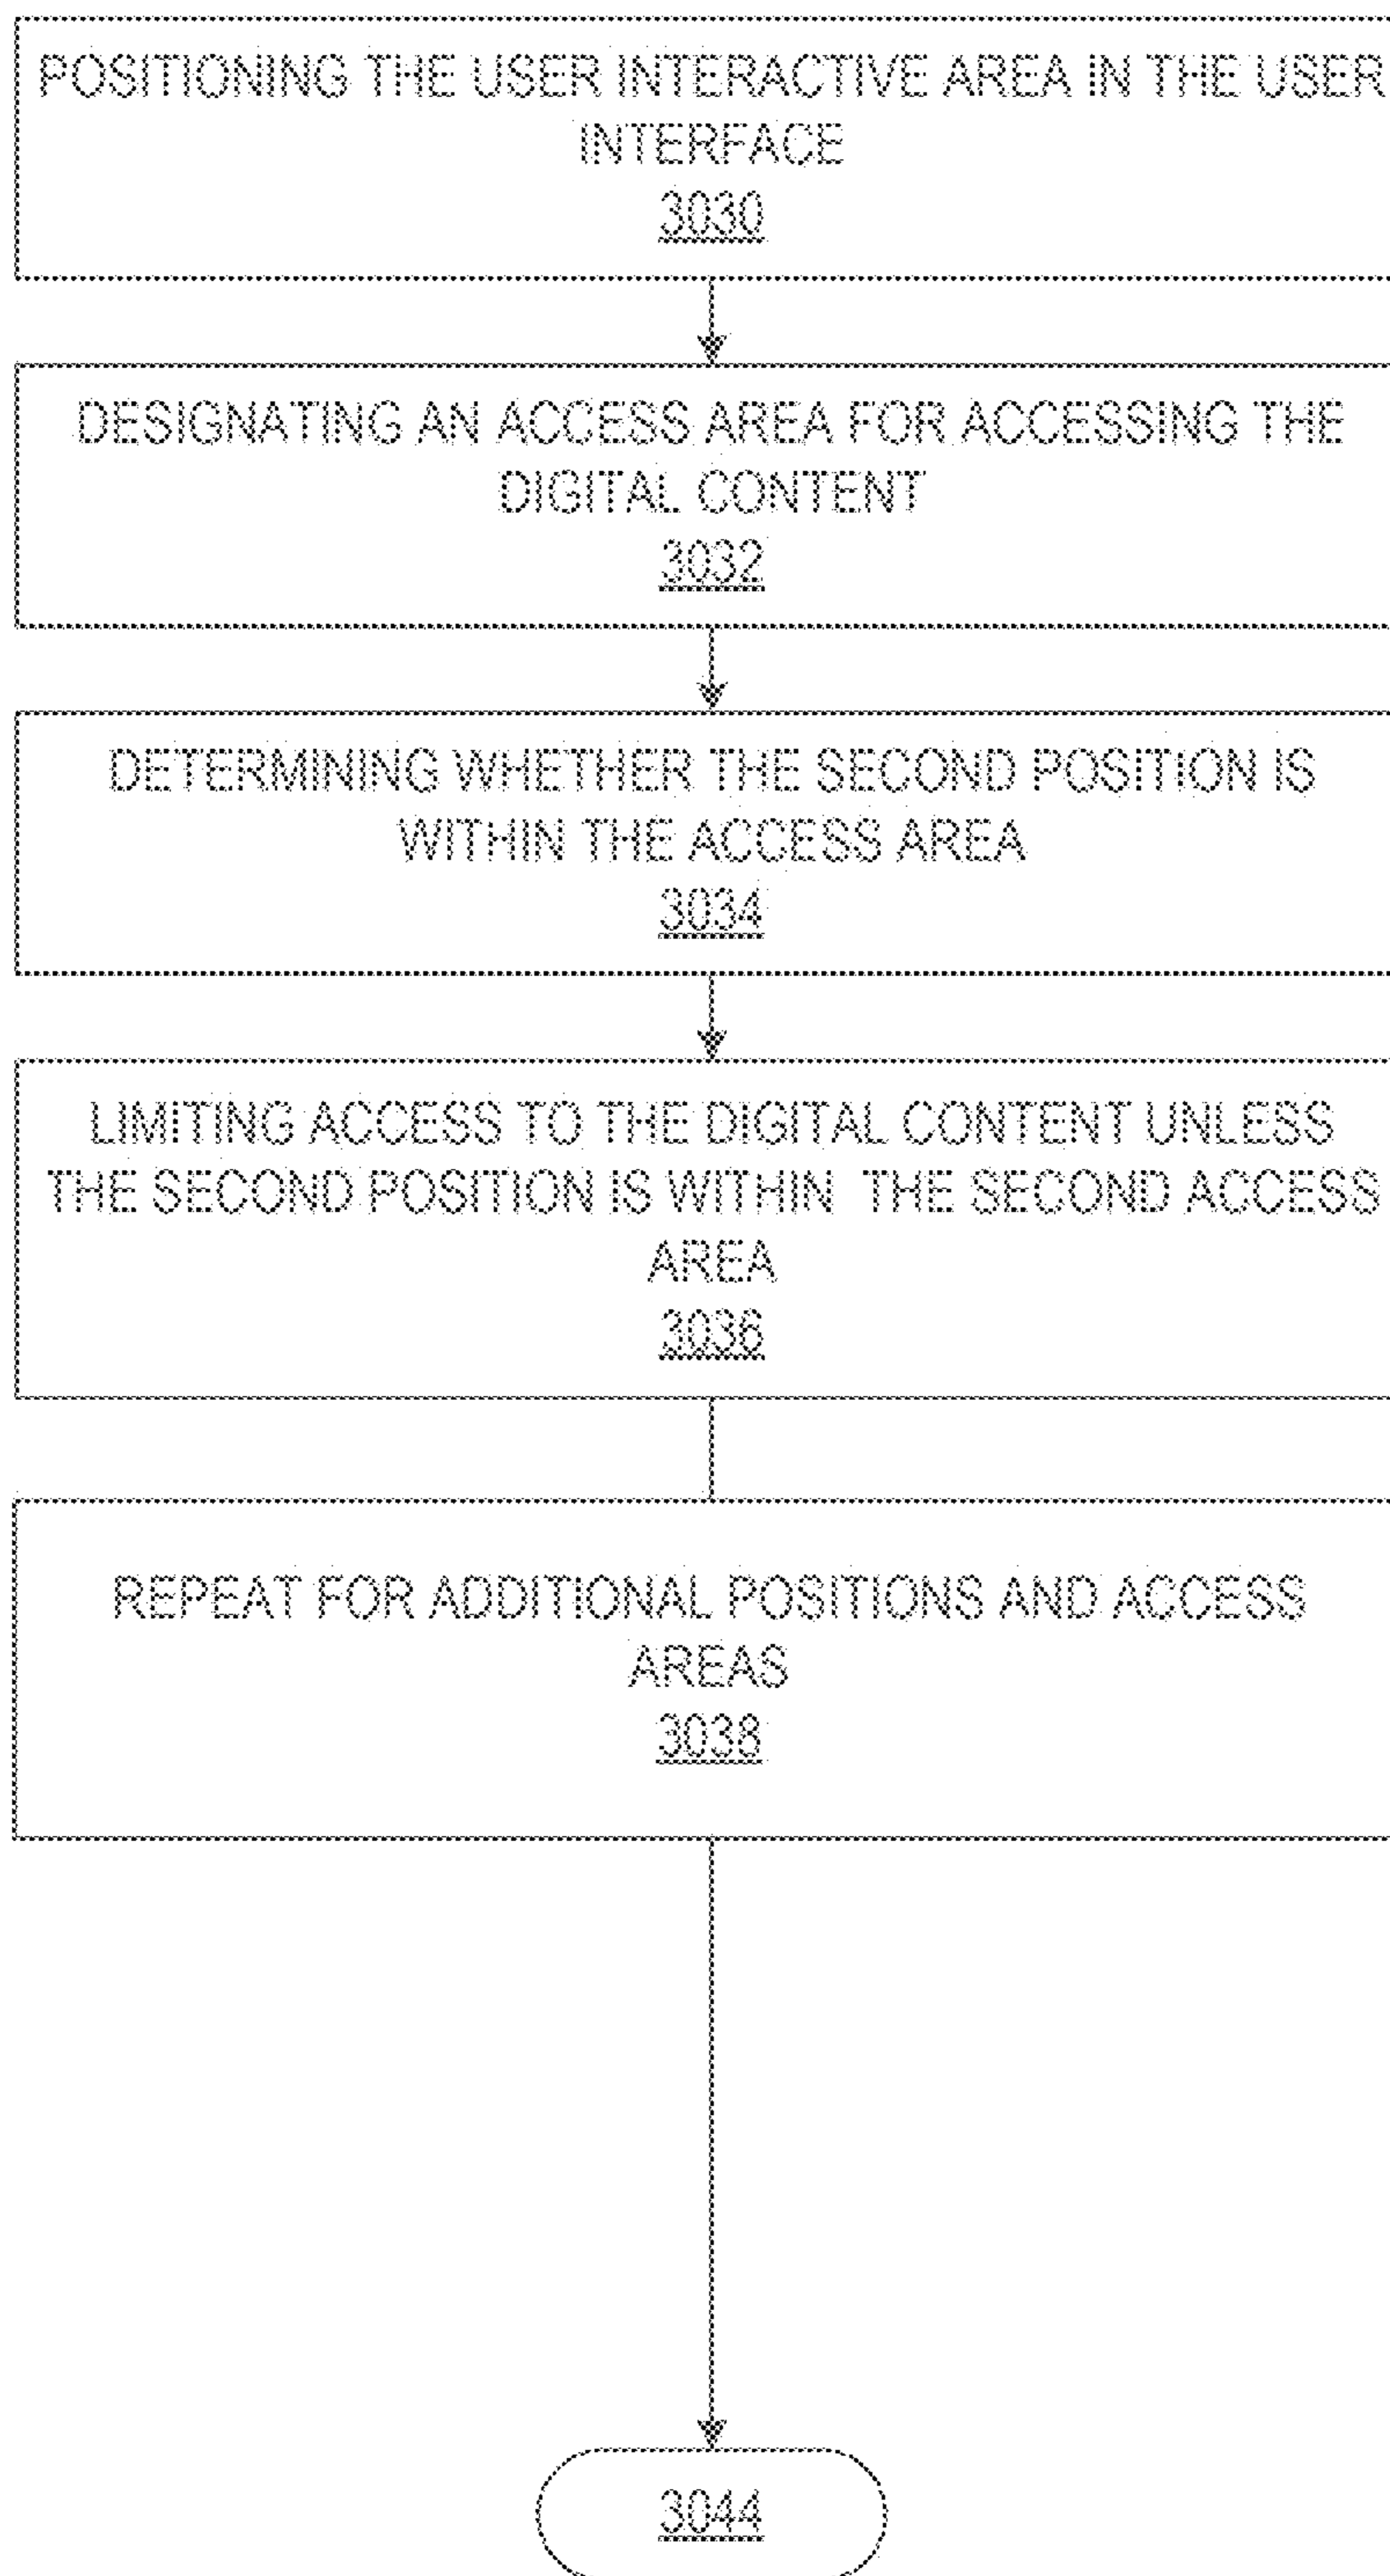 POSITIONING THE USER INTERACTIVE AREA IN THE USER
INTERFACE
3030
DESIGNATING AN ACCESS AREA FOR ACCESSING THE
DIGITAL CONTENT
3032
DETERMINING WHETHER THE SECOND POSITION IS
WITHIN THE ACCESS AREA
3034
LIMITING ACCESS TO THE DIGITAL CONTENT UNLESS
THE SECOND POSITION IS WITHIN THE SECOND ACCESS
AREA
3036
REPEAT FOR ADDITIONAL POSITIONS AND ACCESS
AREAS
3038
3044